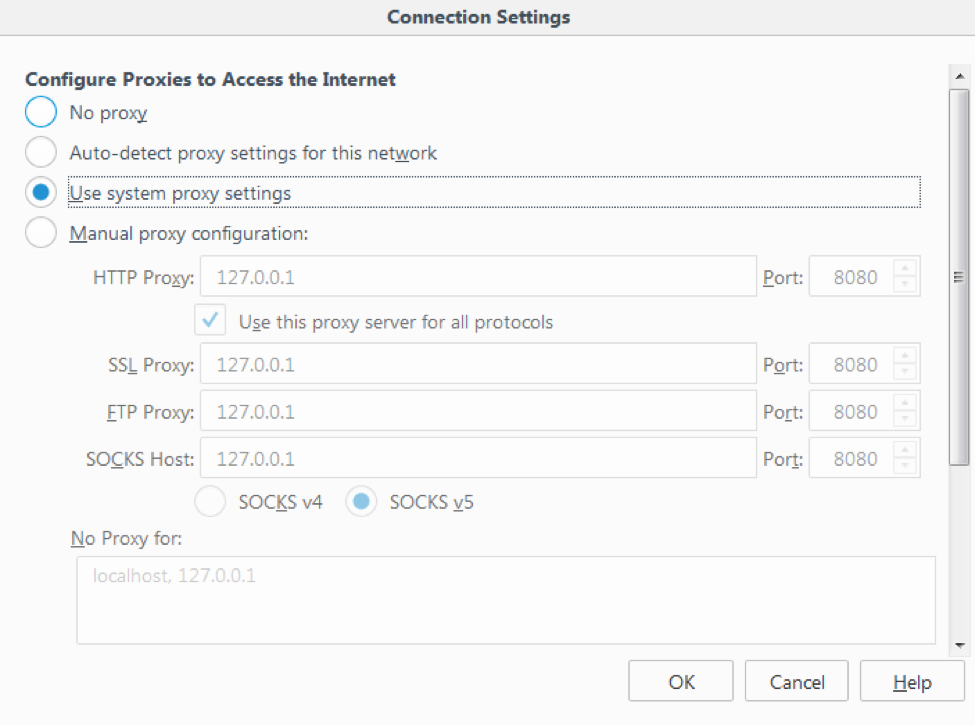 Connection Settings
Configure Proxies to Access the Internet
No proxy
Auto-detect proxy settings for this network
Use system proxy settings
Manual proxy configuration:
HTTP Proxy: 127.0.0.1 Port: 8080
Use this proxy server for all protocols
SSL Proxy: 127.0.0.1 Port: 8080
FTP Proxy: 127.0.0.1 Port: 8080
SOCKS Host: 127.0.0.1 Port: 8080
SOCKS v4 SOCKS v5
No Proxy for:
localhost, 127.0.0.1
OK Cancel Help